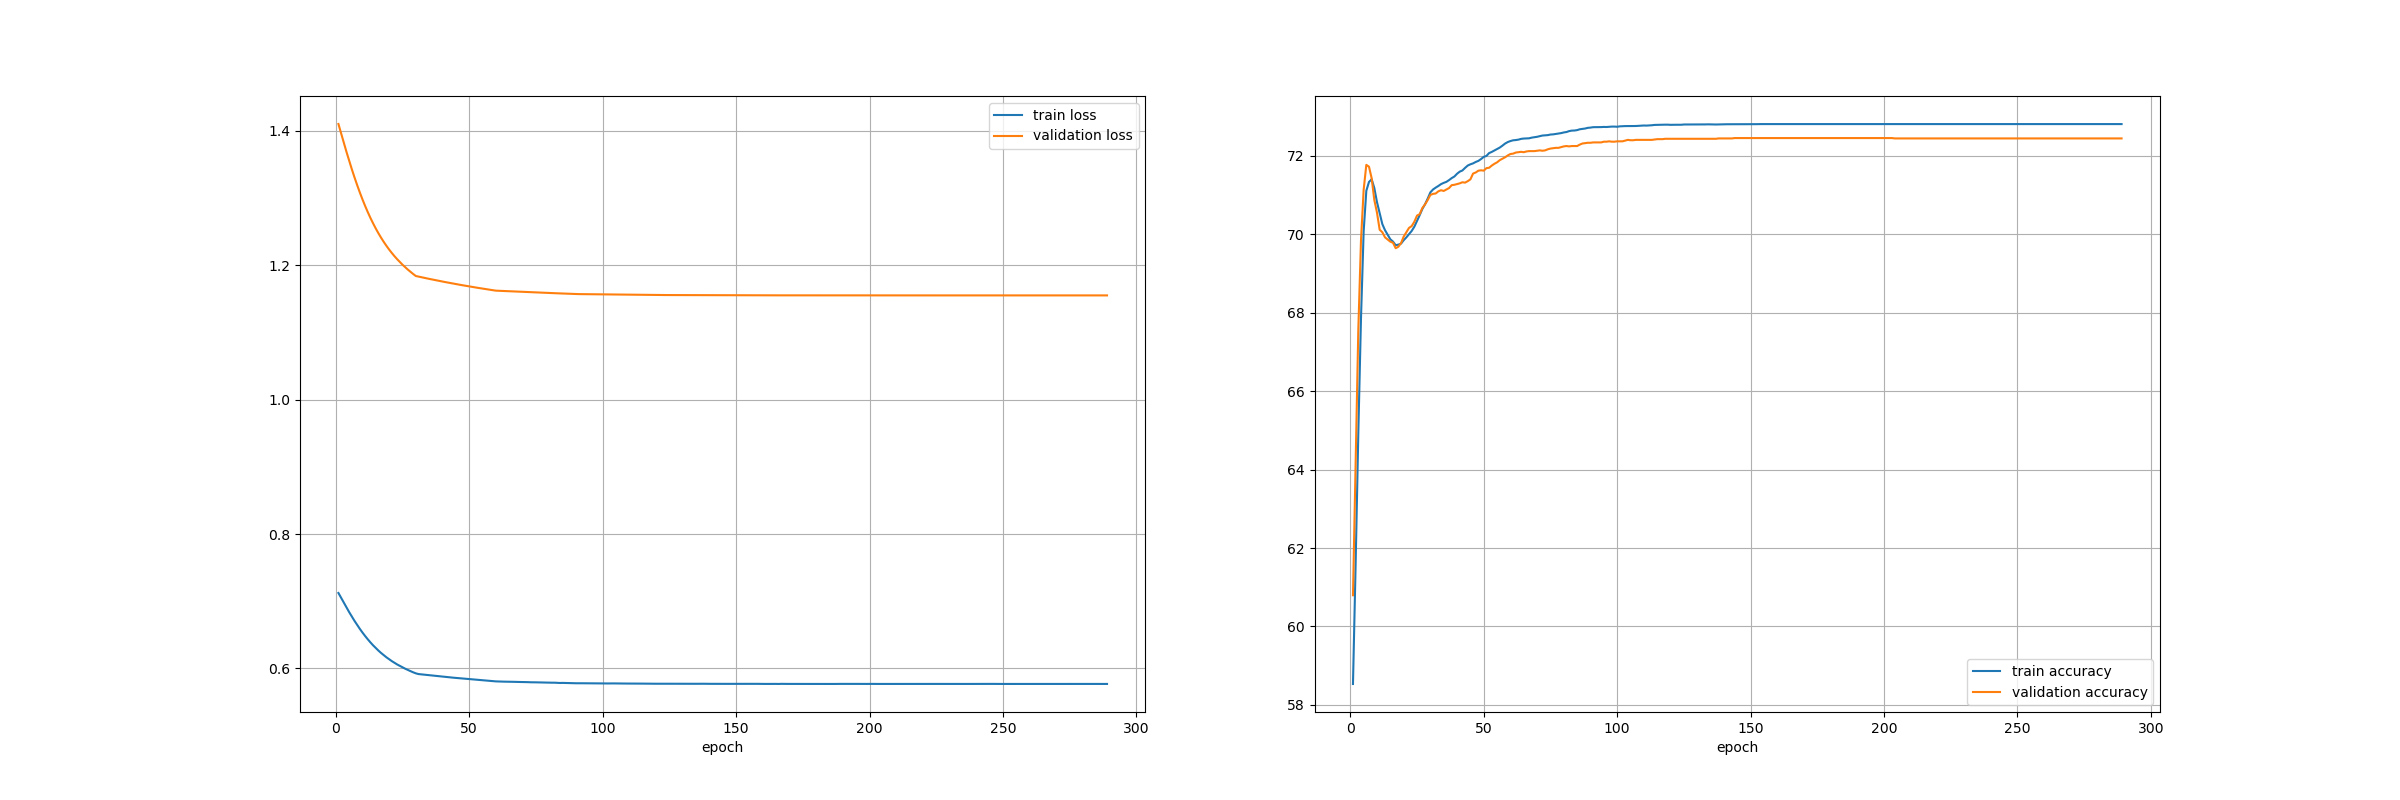 1.4
1.2
1.0
0.8
0.6
0 50 100 150 200 250 300
epoch
train loss
validation loss
72
70
68
66
64
62
60
58
0 50 100 150 200 250 300
epoch
train accuracy
validation accuracy